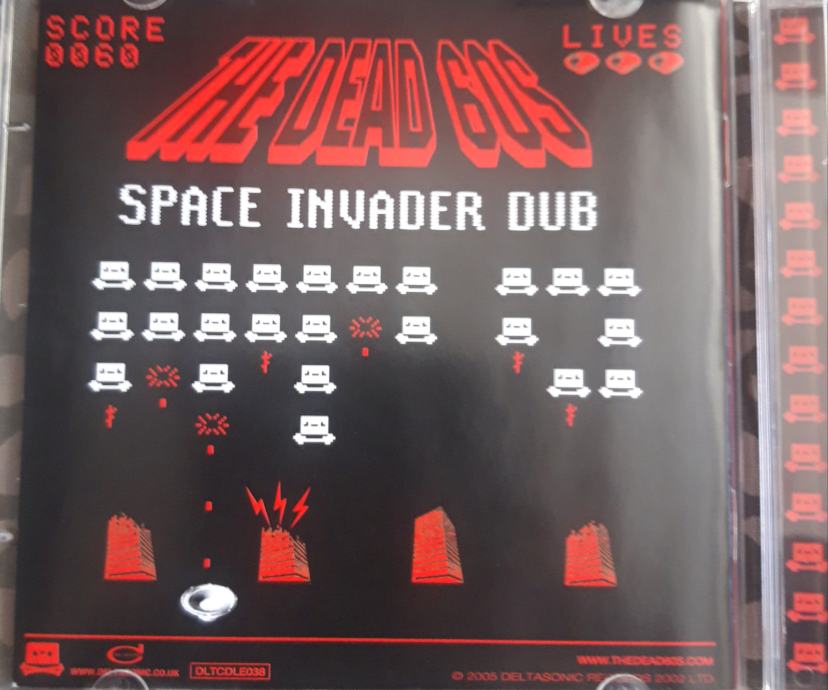 SCORE
0060
LIVES
THE DEAD 60S
SPACE INVADER DUB
WWW.DELTASONIC.CO.UK
DLTCDLE038
WWW.THEDEAD60S.COM
© 2005 DELTASONIC RECORDS 2002 LTD.